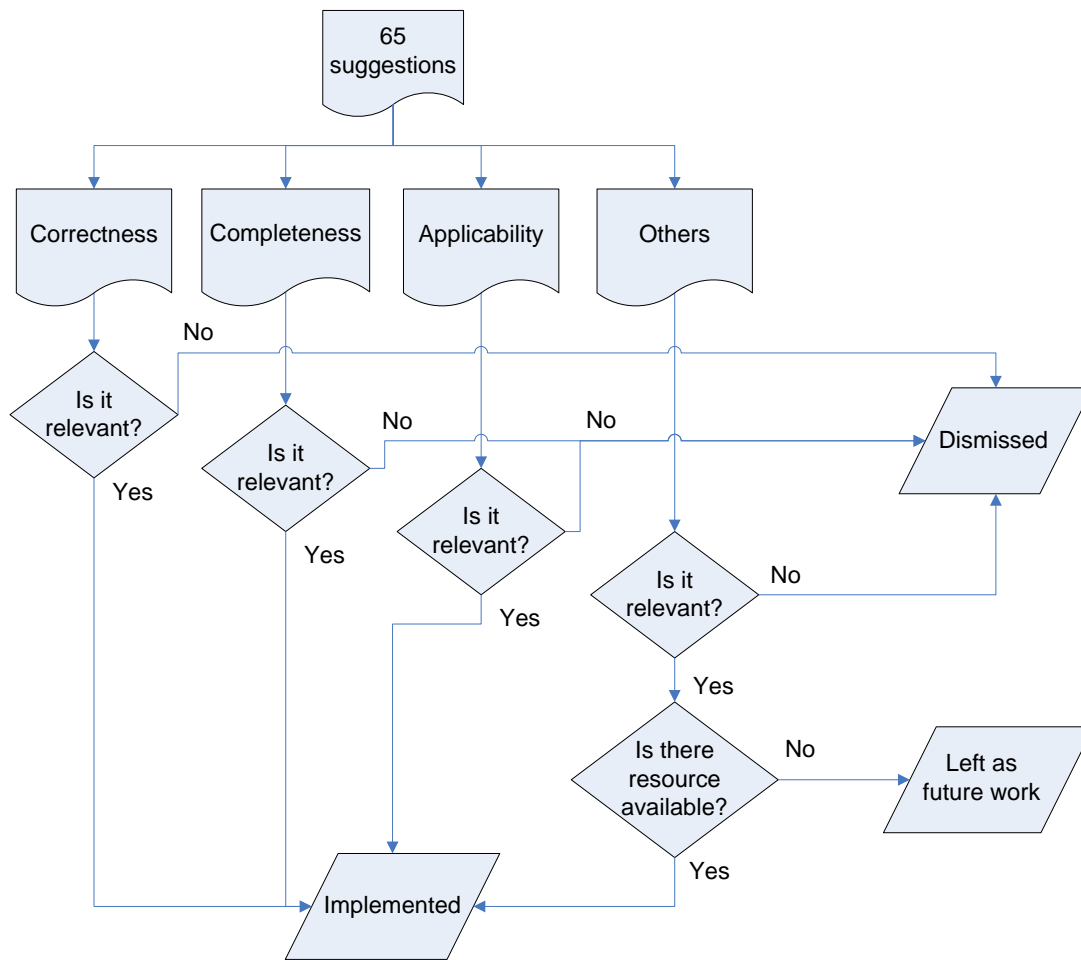 65
suggestions
Correctness
Completeness
Applicability
Others
No
Is it
relevant?
Yes
No
Is it
relevant?
Yes
No
Is it
relevant?
Yes
Dismissed
Is it
relevant?
No
Yes
Is there
resource
available?
No
Left as
future work
Yes
Implemented